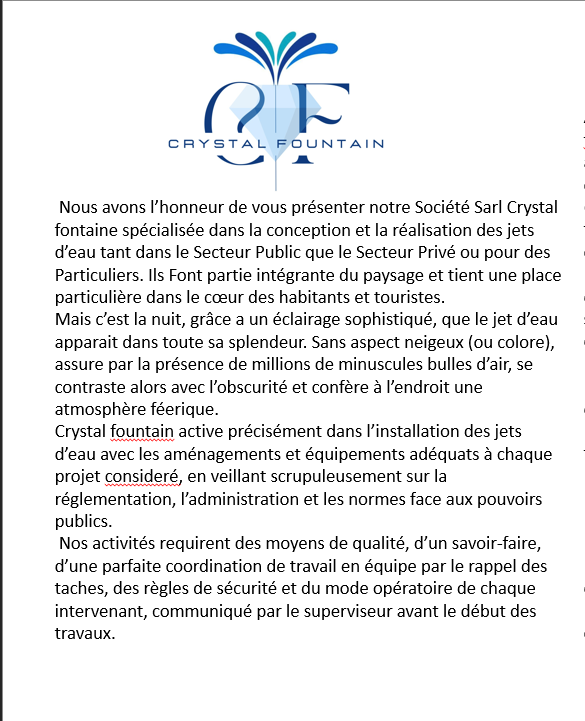 CF
CRYSTAL FOUNTAIN
Nous avons l’honneur de vous présenter notre Société Sarl Crystal
fontaine spécialisée dans la conception et la réalisation des jets
d’eau tant dans le Secteur Public que le Secteur Privé ou pour des
Particuliers. Ils Font partie intégrante du paysage et tient une place
particulière dans le cœur des habitants et touristes.
Mais c’est la nuit, grâce a un éclairage sophistiqué, que le jet d’eau
apparait dans toute sa splendeur. Sans aspect neigeux (ou colore),
assure par la présence de millions de minuscules bulles d’air, se
contraste alors avec l’obscurité et confère à l’endroit une
atmosphère féerique.
Crystal fountain active précisément dans l’installation des jets
d’eau avec les aménagements et équipements adéquats à chaque
projet consideré, en veillant scrupuleusement sur la
réglementation, l’administration et les normes face aux pouvoirs
publics.
Nos activités requirent des moyens de qualité, d’un savoir-faire,
d’une parfaite coordination de travail en équipe par le rappel des
taches, des règles de sécurité et du mode opératoire de chaque
intervenant, communiqué par le superviseur avant le début des
travaux.